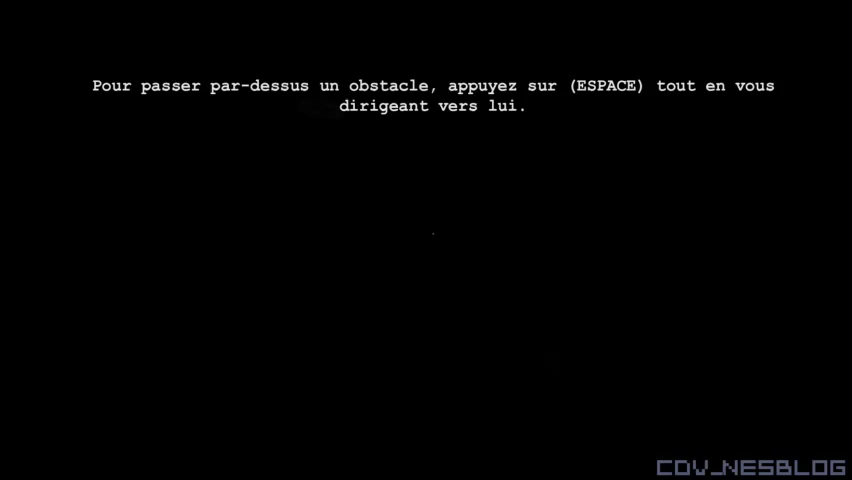 Pour passer par-dessus un obstacle, appuyez sur (ESPACE) tout en vous
dirigeant vers lui.
CDV_NESBLOG